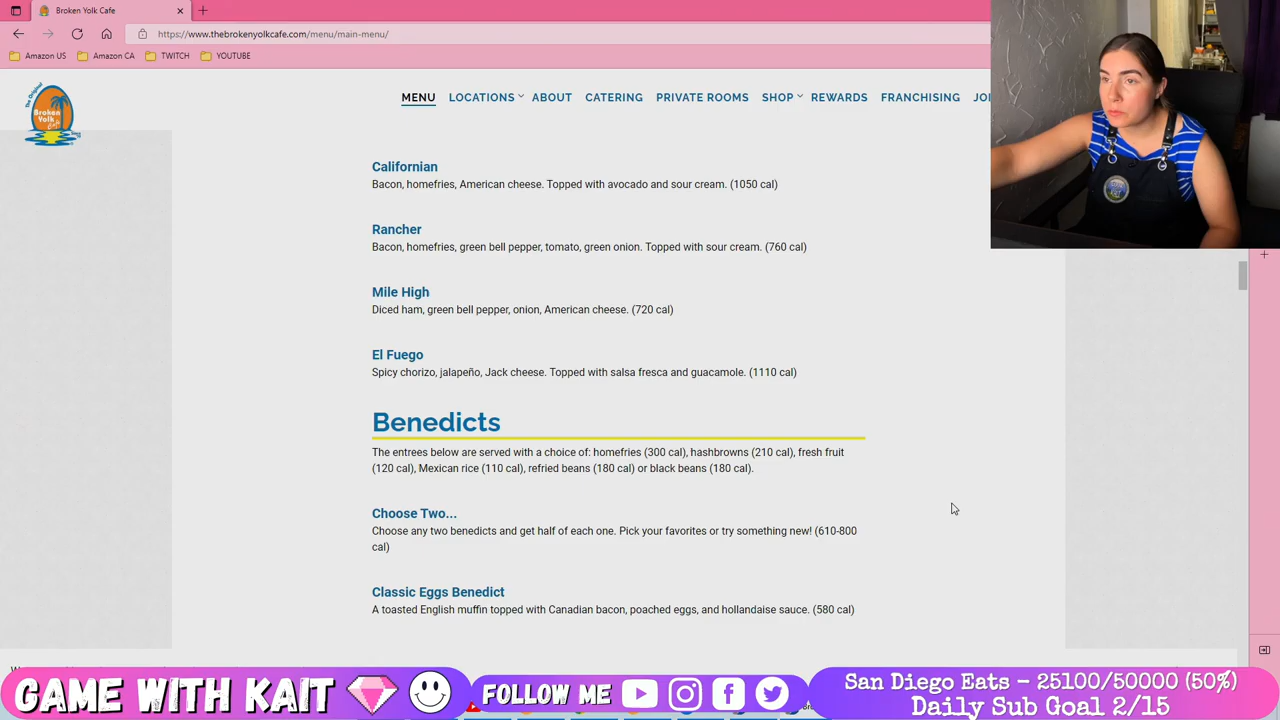 Broken Yolk Cafe
https://www.thebrokenyolkcafe.com/menu/main-menu/
Amazon US
Amazon CA
TWITCH
YOUTUBE
The Original
Broken
Yolk
Cafe
MENU
LOCATIONS
ABOUT
CATERING
PRIVATE ROOMS
SHOP
REWARDS
FRANCHISING
Californian
Bacon, homefries, American cheese. Topped with avocado and sour cream. (1050 cal)
Rancher
Bacon, homefries, green bell pepper, tomato, green onion. Topped with sour cream. (760 cal)
Mile High
Diced ham, green bell pepper, onion, American cheese. (720 cal)
El Fuego
Spicy chorizo, jalapeño, Jack cheese. Topped with salsa fresca and guacamole. (1110 cal)
Benedicts
The entrees below are served with a choice of: homefries (300 cal), hashbrowns (210 cal), fresh fruit
(120 cal), Mexican rice (110 cal), refried beans (180 cal) or black beans (180 cal).
Choose Two...
Choose any two benedicts and get half of each one. Pick your favorites or try something new! (610-800
cal)
Classic Eggs Benedict
A toasted English muffin topped with Canadian bacon, poached eggs, and hollandaise sauce. (580 cal)
GAME WITH KAIT
FOLLOW ME
San Diego Eats - 25100/50000 (50%)
Daily Sub Goal 2/15